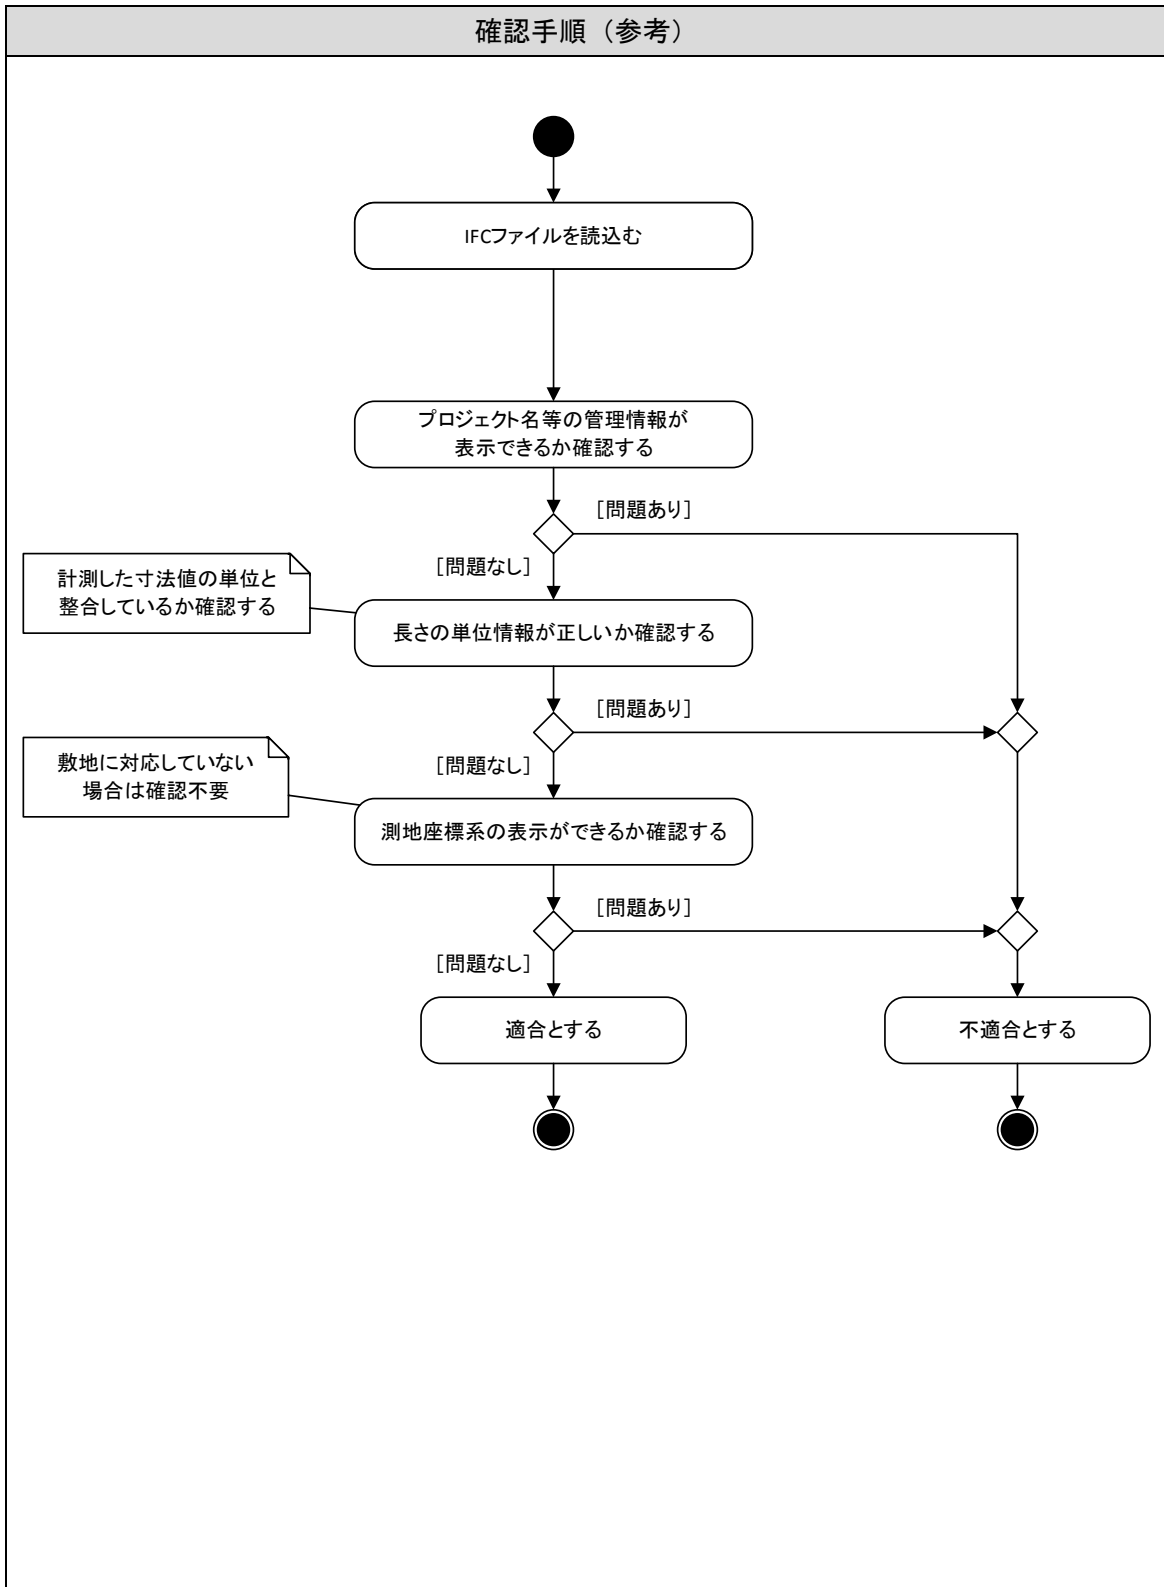 確認手順（参考）
IFCファイルを読込む
プロジェクト名等の管理情報が
表示できるか確認する
[問題あり]
[問題なし]
計測した寸法値の単位と
整合しているか確認する
長さの単位情報が正しいか確認する
[問題あり]
[問題なし]
敷地に対応していない
場合は確認不要
測地座標系の表示ができるか確認する
[問題あり]
[問題なし]
適合とする
不適合とする